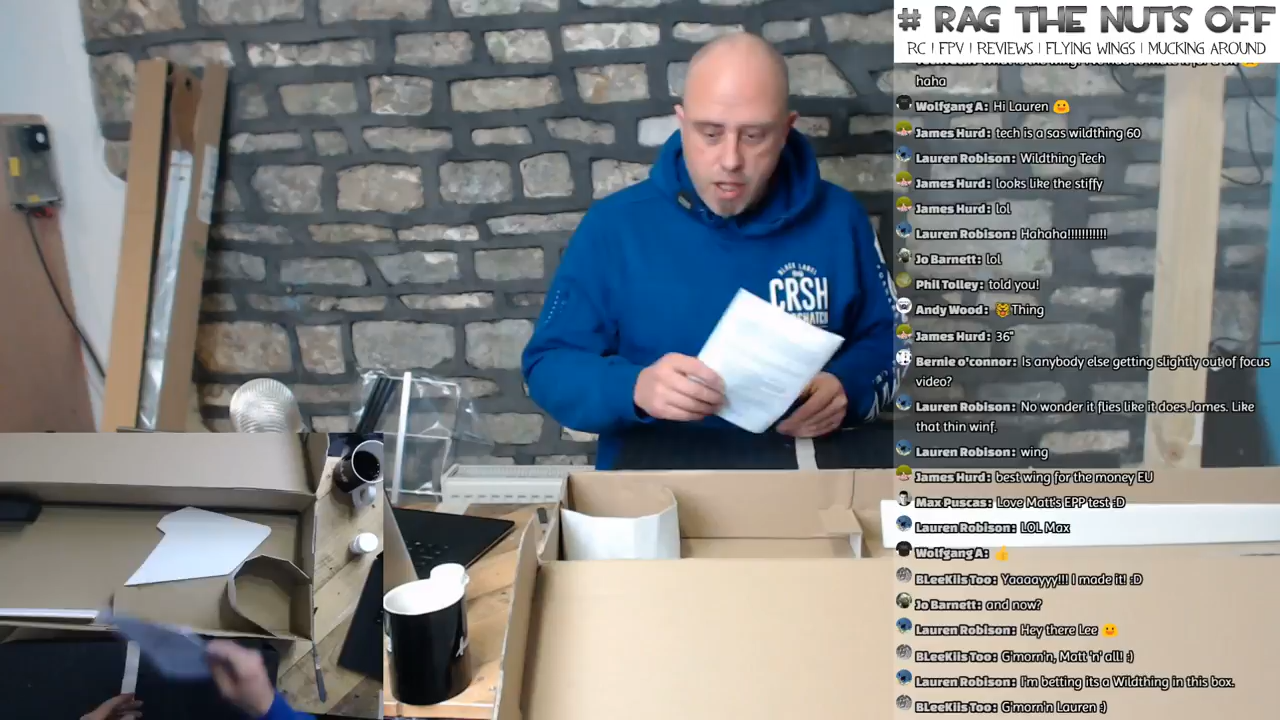 # RAG THE NUTS OFF
RC | FPV | REVIEWS | FLYING WINGS | MUCKING AROUND
haha
Wolfgang A: Hi Lauren
James Hurd: tech is a sas wildthing 60
Lauren Robison: Wildthing Tech
James Hurd: looks like the stiffy
James Hurd: lol
Lauren Robison: Hahaha!!!!!!!!!!!
Jo Barnett: lol
Phil Tolley: told you!
Andy Wood: Thing
James Hurd: 36"
Bernie o'connor: Is anybody else getting slightly out of focus
video?
Lauren Robison: No wonder it flies like it does James. Like
that thin winf.
Lauren Robison: wing
James Hurd: best wing for the money EU
Max Puscas: Love Matt's EPP test :D
Lauren Robison: LOL Max
Wolfgang A:
BLeeKiisToo: Yaaaayyy!!! I made it! :D
Jo Barnett: and now?
Lauren Robison: Hey there Lee
BLeeKiisToo: G'morn'n, Matt 'n' all! :)
Lauren Robison: I'm betting its a Wildthing in this box.
BLeeKiisToo: G'morn'n Lauren :)
BLACK LABEL
CRSH